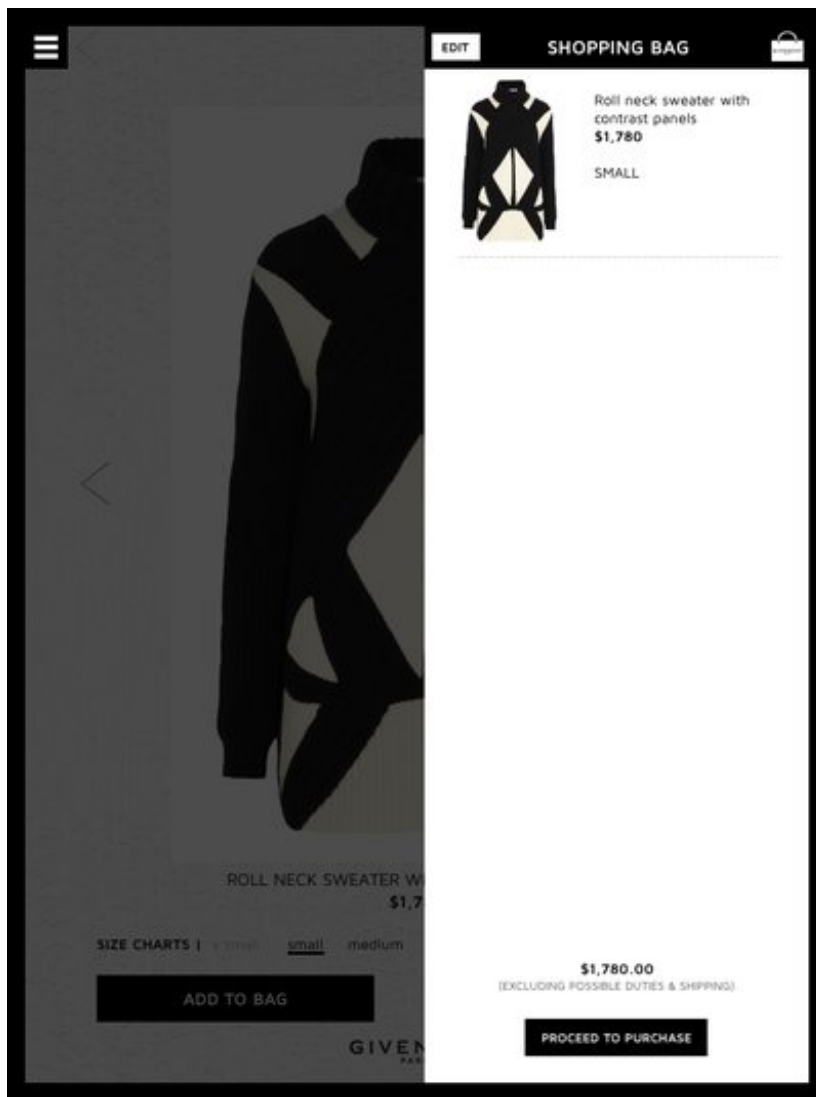 EDIT
SHOPPING BAG
Roll neck sweater with
contrast panels
$1,780
SMALL
ROLL NECK SWEATER
$1,7
SIZE CHARTS | x small small medium
ADD TO BAG
GIVEN
$1,780.00
(EXCLUDING POSSIBLE DUTIES & SHIPPING)
PROCEED TO PURCHASE